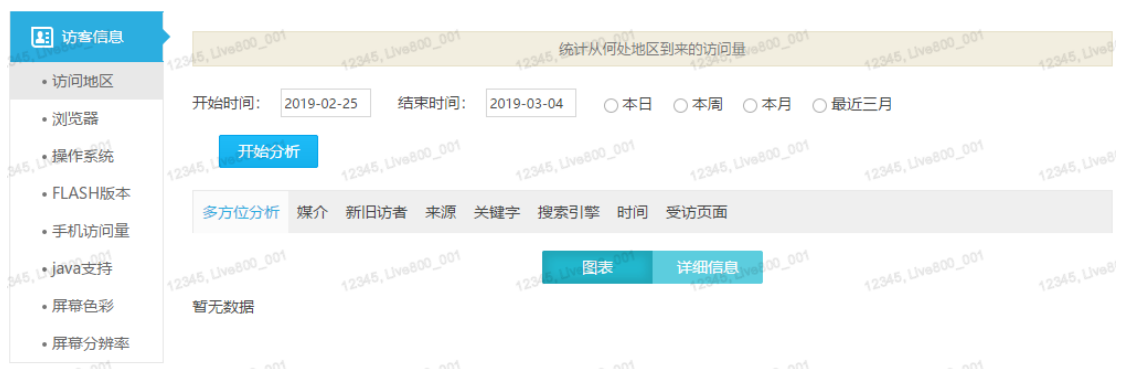 访客信息
• 访问地区
• 浏览器
• 操作系统
• FLASH版本
• 手机访问量
• java支持
• 屏幕色彩
• 屏幕分辨率
统计从何处地区到来的访问量
开始时间: 2019-02-25 结束时间: 2019-03-04 本日 本周 本月 最近三月
开始分析
多方位分析 媒介 新旧访者 来源 关键字 搜索引擎 时间 受访页面
图表 详细信息
暂无数据
12345, Live800_001